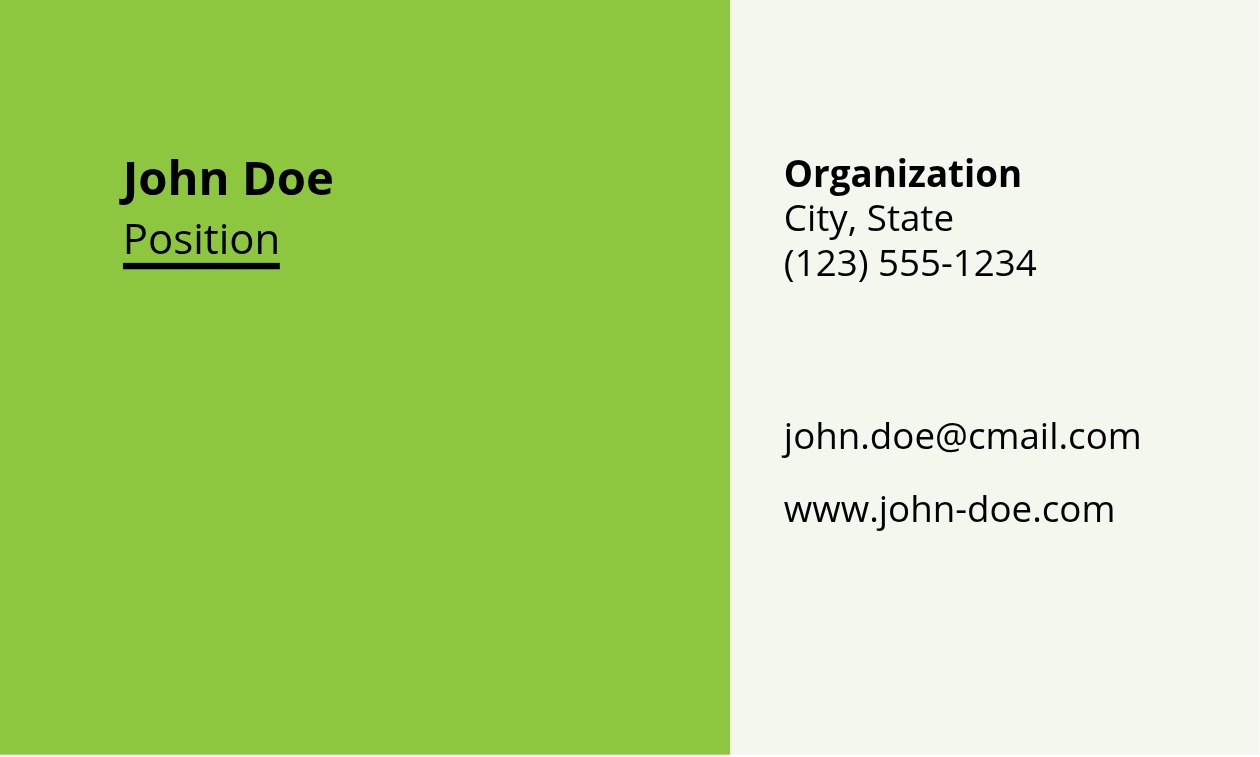 John Doe
Position
Organization
City, State
(123) 555-1234
john.doe@cmail.com
www.john-doe.com